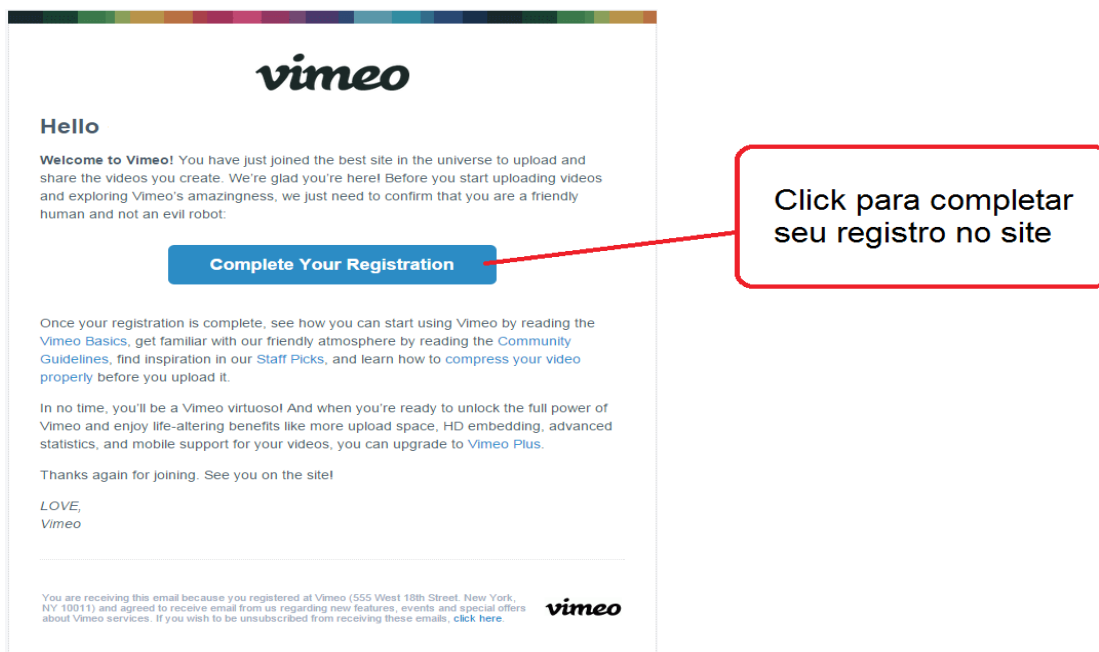 vimeo
Hello
Welcome to Vimeo! You have just joined the best site in the universe to upload and
share the videos you create. We're glad you're here! Before you start uploading videos
and exploring Vimeo's amazingness, we just need to confirm that you are a friendly
human and not an evil robot:
Complete Your Registration
Click para completar
seu registro no site
Once your registration is complete, see how you can start using Vimeo by reading the
Vimeo Basics, get familiar with our friendly atmosphere by reading the Community
Guidelines, find inspiration in our Staff Picks, and learn how to compress your video
properly before you upload it.
In no time, you'll be a Vimeo virtuoso! And when you're ready to unlock the full power of
Vimeo and enjoy life-altering benefits like more upload space, HD embedding, advanced
statistics, and mobile support for your videos, you can upgrade to Vimeo Plus.
Thanks again for joining. See you on the site!
LOVE,
Vimeo
You are receiving this email because you registered at Vimeo (555 West 18th Street. New York,
NY 10011) and agreed to receive email from us regarding new features, events and special offers
about Vimeo services. If you wish to be unsubscribed from receiving these emails, click here.
vimeo